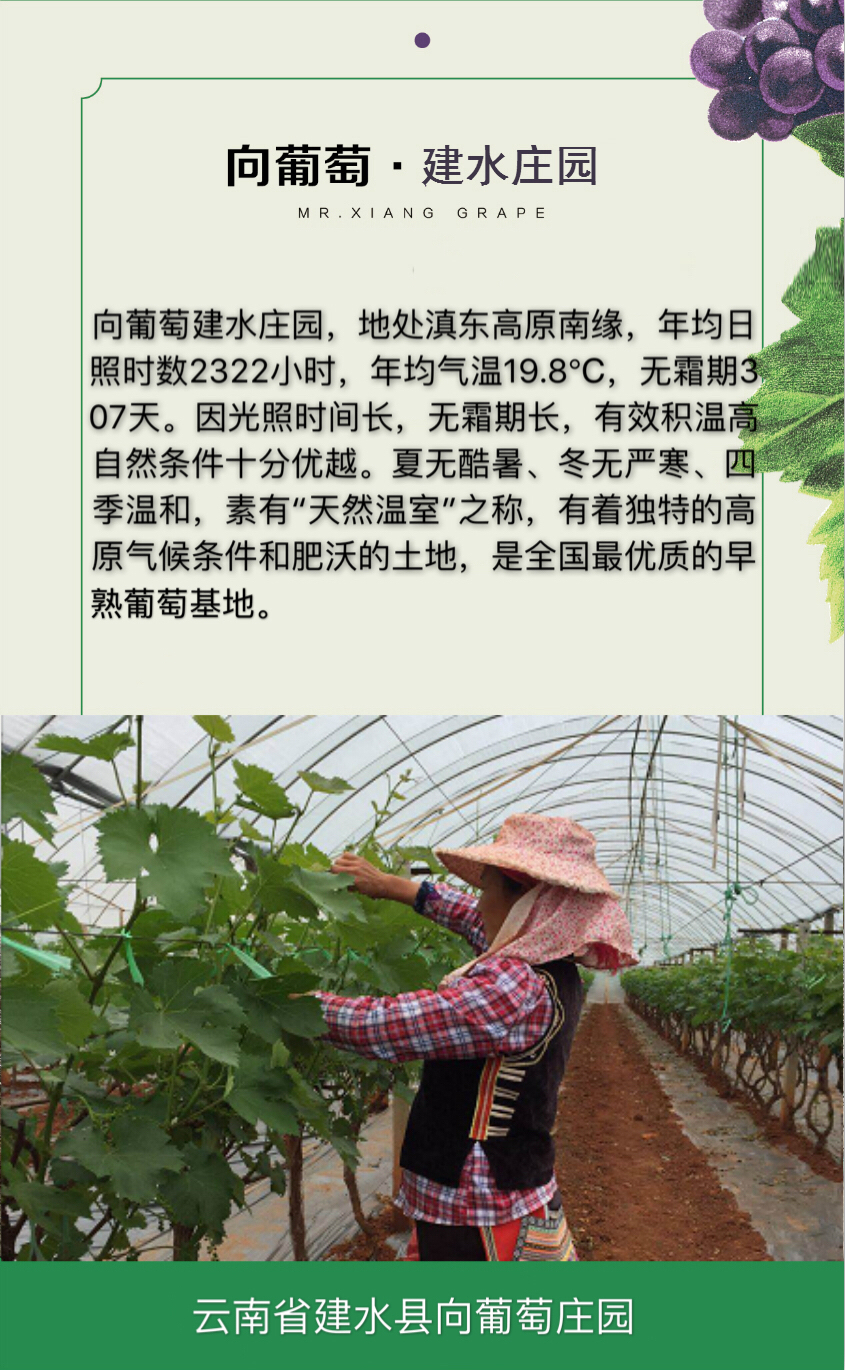 向葡萄·建水庄园
MR.XIANG GRAPE
向葡萄建水庄园，地处滇东高原南缘，年均日
照时数2322小时，年均气温19.8℃，无霜期3
07天。因光照时间长，无霜期长，有效积温高
自然条件十分优越。夏无酷暑、冬无严寒、四
季温和，素有“天然温室”之称，有着独特的高
原气候条件和肥沃的土地，是全国最优质的早
熟葡萄基地。
云南省建水县向葡萄庄园